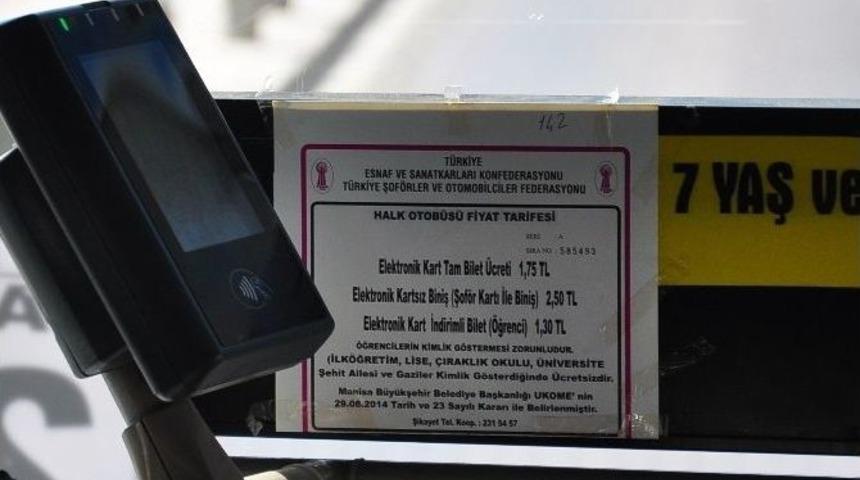 142
TÜRKİYE
ESNAF VE SANATKARLARI KONFEDERASYONU
TÜRKİYE ŞOFÖRLER VE OTOMOBİLCİLER FEDERASYONU
HALK OTOBÜSÜ FİYAT TARİFESİ
SERİ : A
SIRA NO : 585493
Elektronik Kart Tam Bilet Ücreti 1,75 TL
Elektronik Kartsız Biniş (Şoför Kartı İle Biniş) 2,50 TL
Elektronik Kart İndirimli Bilet (Öğrenci) 1,30 TL
ÖĞRENCİLERİN KİMLİK GÖSTERMESİ ZORUNLUDUR.
(İLKÖĞRETİM, LİSE, ÇIRAKLIK OKULU, ÜNİVERSİTE
Şehit Ailesi ve Gaziler Kimlik Gösterdiğinde Ücretsizdir.
Manisa Büyükşehir Belediye Başkanlığı UKOME' nin
29.08.2014 Tarih ve 23 Sayılı Kararı ile Belirlenmiştir.
Şikayet Tel. Koop. : 231 54 57
7 YAŞ ve